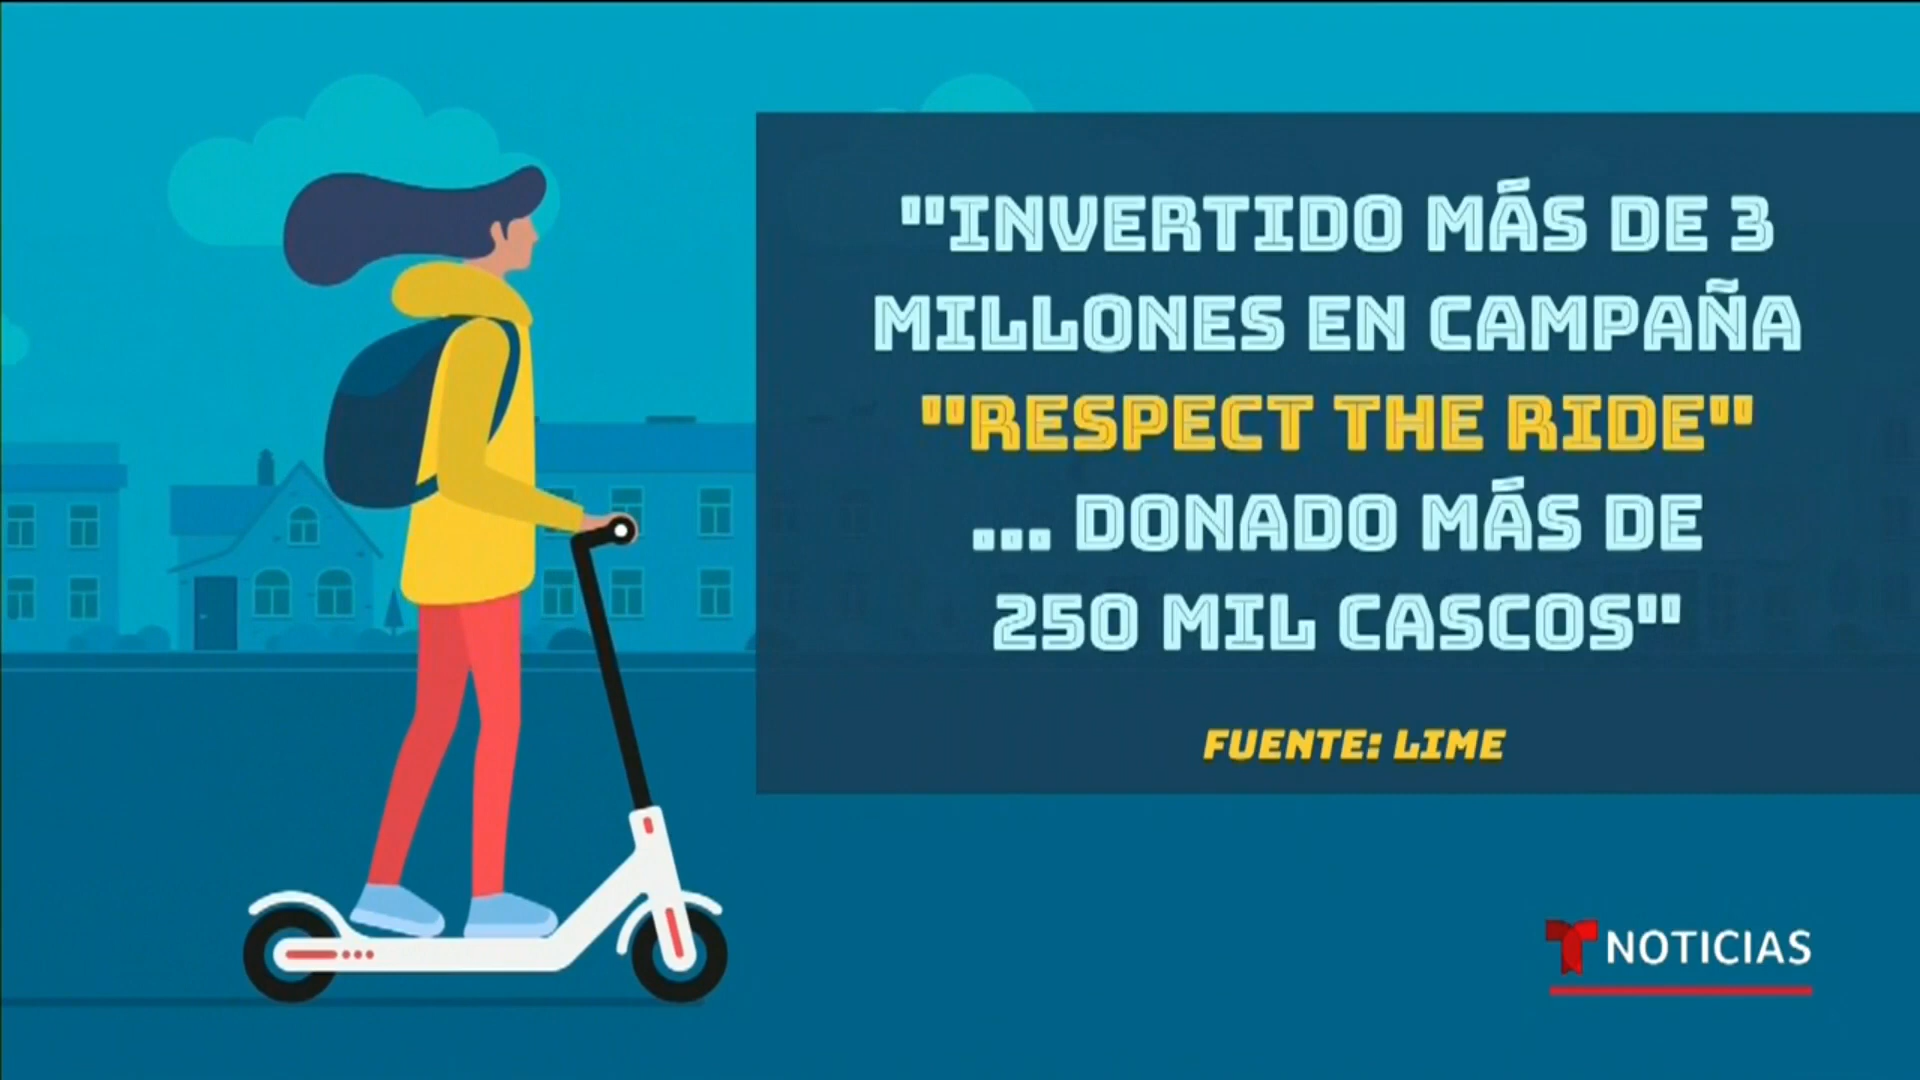 "INVERTIDO MÁS DE 3
MILLONES EN CAMPAÑA
"RESPECT THE RIDE"
... DONADO MÁS DE
250 MIL CASCOS"
FUENTE: LIME
NOTICIAS